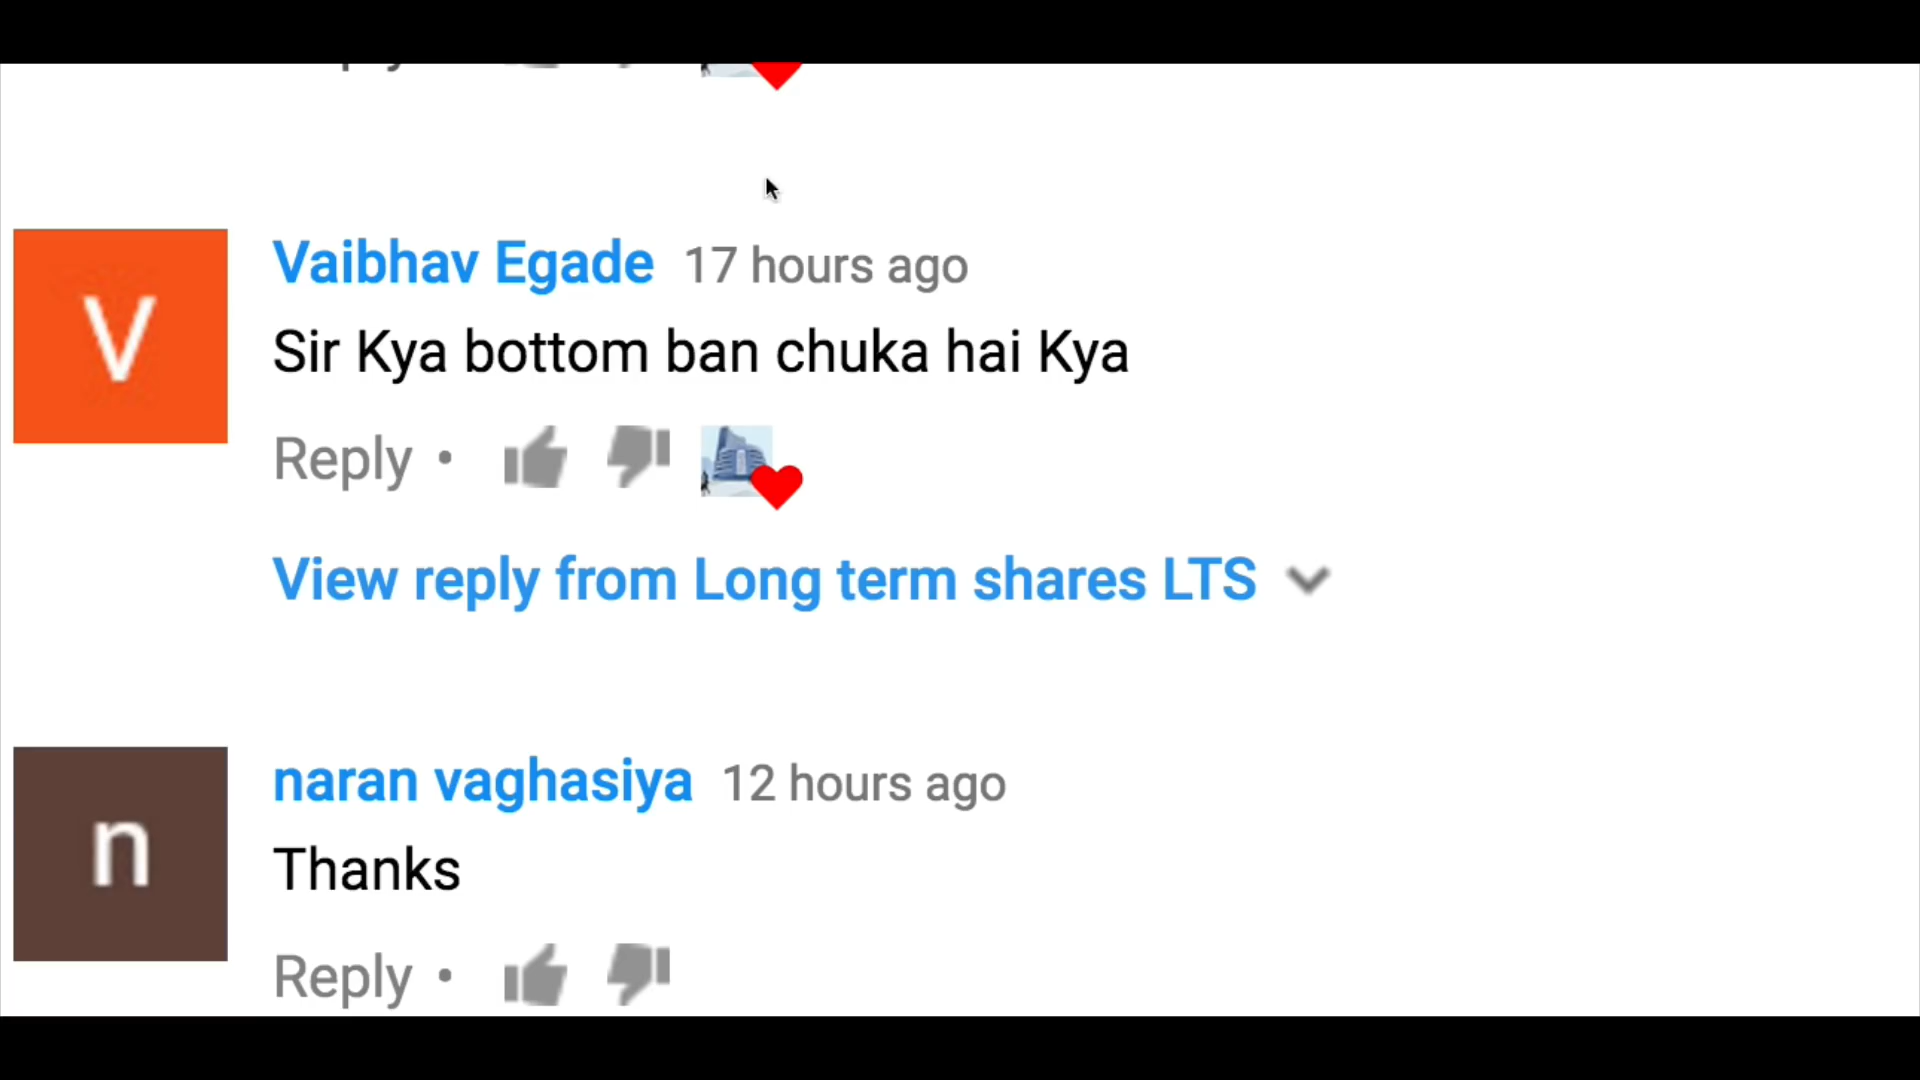 V
Vaibhav Egade 17 hours ago
Sir Kya bottom ban chuka hai Kya
Reply •
View reply from Long term shares LTS
n
naran vaghasiya 12 hours ago
Thanks
Reply •